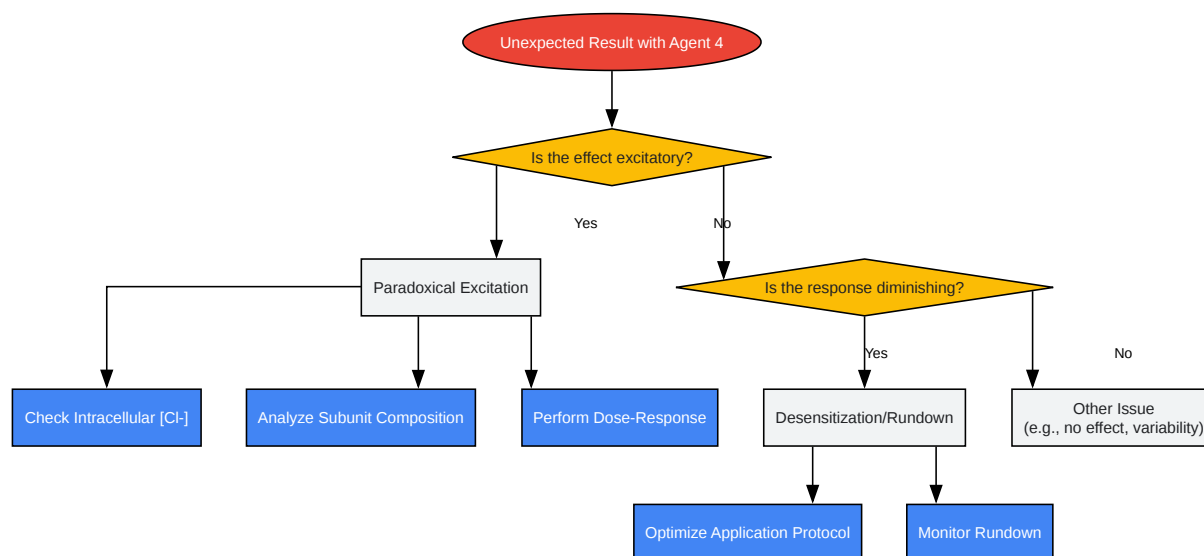 Unexpected Result with Agent 4
Is the effect excitatory?
Yes
No
Paradoxical Excitation
Is the response diminishing?
Yes
No
Check Intracellular [Cl-]
Analyze Subunit Composition
Perform Dose-Response
Desensitization/Rundown
Other Issue
(e.g., no effect, variability)
Optimize Application Protocol
Monitor Rundown